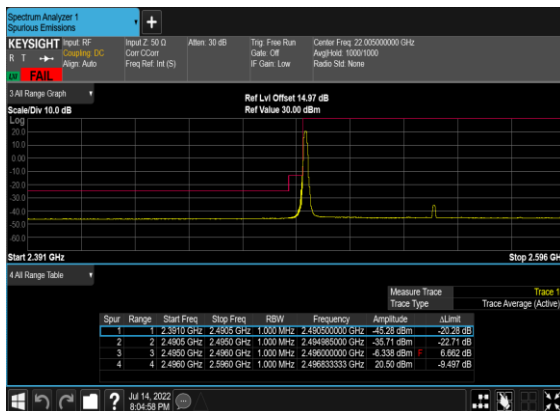 Spectrum Analyzer 1
Spurious Emissions
KEYSIGHT Input: RF Input Z: 50 Ω Atten: 30 dB Trig: Free Run Center Freq: 22.005000000 GHz
R T Coupling: DC Corr CCorr Gate: Off Avg|Hold: 1000/1000
Align: Auto Freq Ref: Int (S) IF Gain: Low Radio Std: None
FAIL
3 All Range Graph
Ref Lvl Offset 14.97 dB
Scale/Div 10.0 dB Ref Value 30.00 dBm
Log
20.0
10.0
0.00
-10.0
-20.0
-30.0
-40.0
-50.0
-60.0
Start 2.391 GHz Stop 2.596 GH
4 All Range Table
Measure Trace Trace 1
Trace Type Trace Average (Active)
Spur Range Start Freq Stop Freq RBW Frequency Amplitude ΔLimit
1 1 2.3910 GHz 2.4905 GHz 1.000 MHz 2.490500000 GHz -45.28 dBm -20.28 dB
2 2 2.4905 GHz 2.4950 GHz 1.000 MHz 2.494985000 GHz -35.71 dBm -22.71 dB
3 3 2.4950 GHz 2.4960 GHz 1.000 MHz 2.496000000 GHz -6.338 dBm F 6.662 dB
4 4 2.4960 GHz 2.5960 GHz 1.000 MHz 2.496833333 GHz 20.50 dBm -9.497 dB
Jul 14, 2022
8:04:58 PM